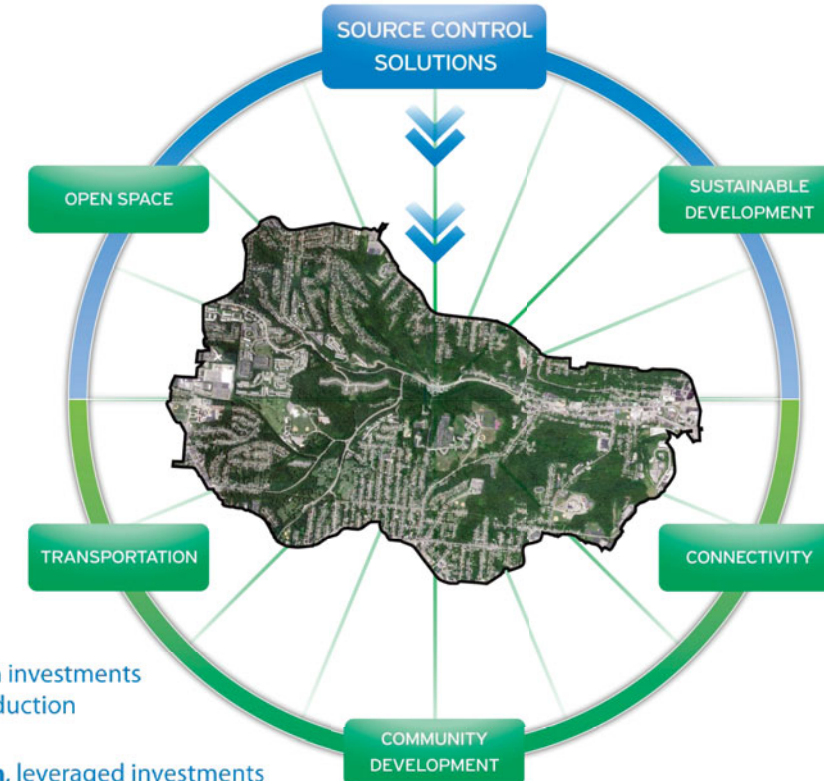 SOURCE CONTROL
SOLUTIONS
OPEN SPACE
SUSTAINABLE
DEVELOPMENT
TRANSPORTATION
CONNECTIVITY
investments
duction
COMMUNITY
DEVELOPMENT
, leveraged investments